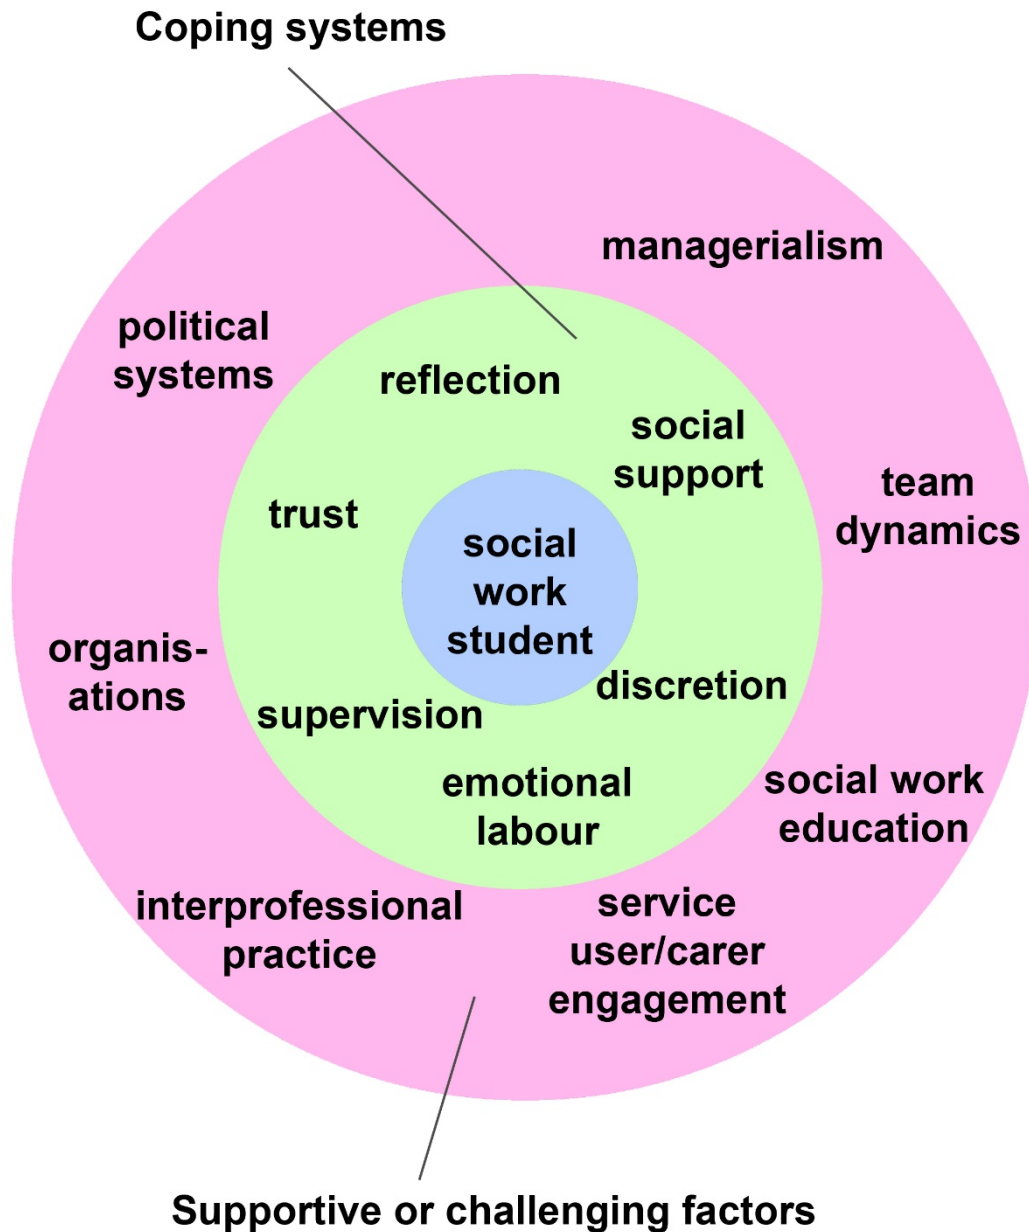 Coping systems
managerialism
political
systems
reflection
social
support
team
dynamics
trust
social
work
student
organis-
ations
discretion
supervision
emotional
labour
social work
education
interprofessional
practice
service
user/carer
engagement
Supportive or challenging factors